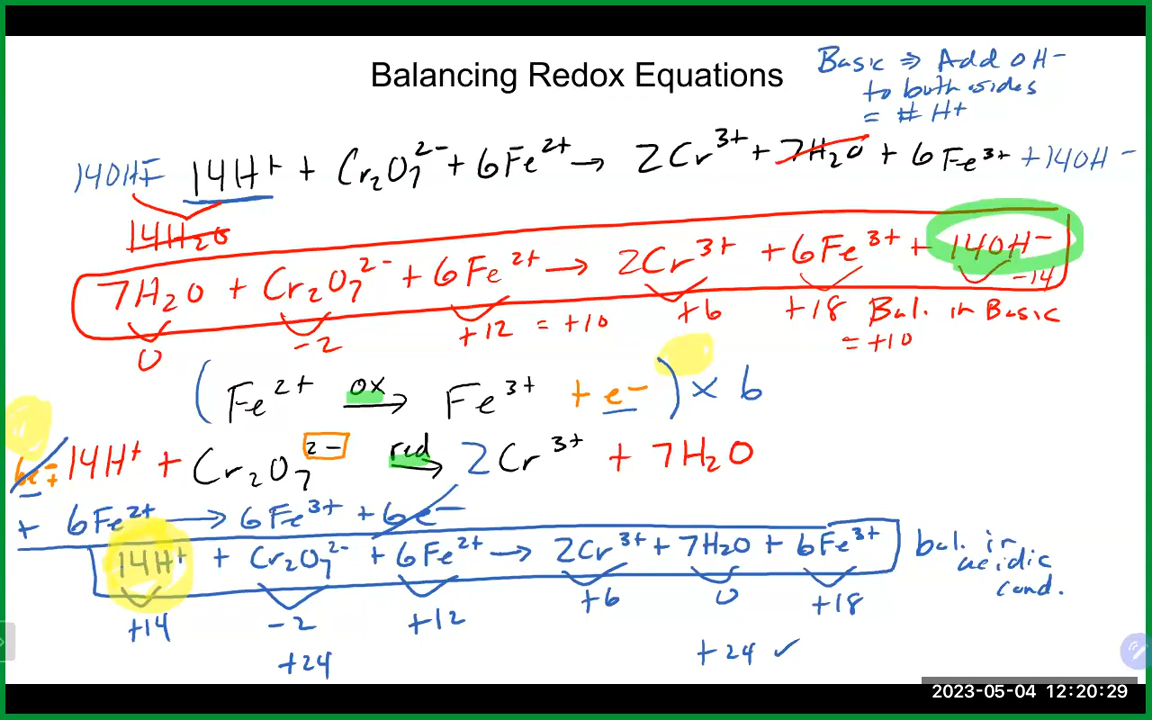 Balancing Redox Equations
Basic ⇒ Add OH-
to both sides
= # H+
14OH- 14H+ + Cr2O7 2- + 6Fe2+ → 2Cr3+ + 7H2O + 6Fe3+ + 14OH-
14H2O
7H2O + Cr2O7 2- + 6Fe2+ → 2Cr3+ + 6Fe3+ + 14OH-
0 -2 +12 = +10 +6 +18 -14
Bal. in Basic
= +10
(Fe2+ ox → Fe3+ + e-) × 6
6e- + 14H+ + Cr2O7 2- red → 2Cr3+ + 7H2O
+ 6Fe2+ → 6Fe3+ + 6e-
14H+ + Cr2O7 2- + 6Fe2+ → 2Cr3+ + 7H2O + 6Fe3+
bal. in
acidic
cond.
+14 -2 +12 +6 0 +18
+24 +24 ✓
2023-05-04 12:20:29